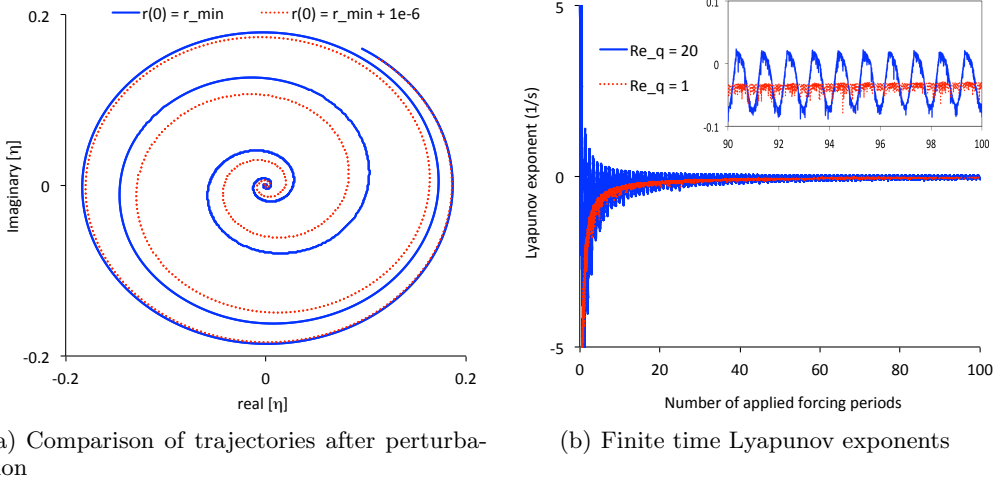 r(0) = r_min
r(0) = r_min + 1e-6
0.2
0
-0.2
-0.2
0
0.2
Imaginary [η]
real [η]
a) Comparison of trajectories after perturba-
ion
5
0
-5
0
20
40
60
80
100
Lyapunov exponent (1/s)
Number of applied forcing periods
Re_q = 20
Re_q = 1
0.1
0
-0.1
90
92
94
96
98
100
(b) Finite time Lyapunov exponents